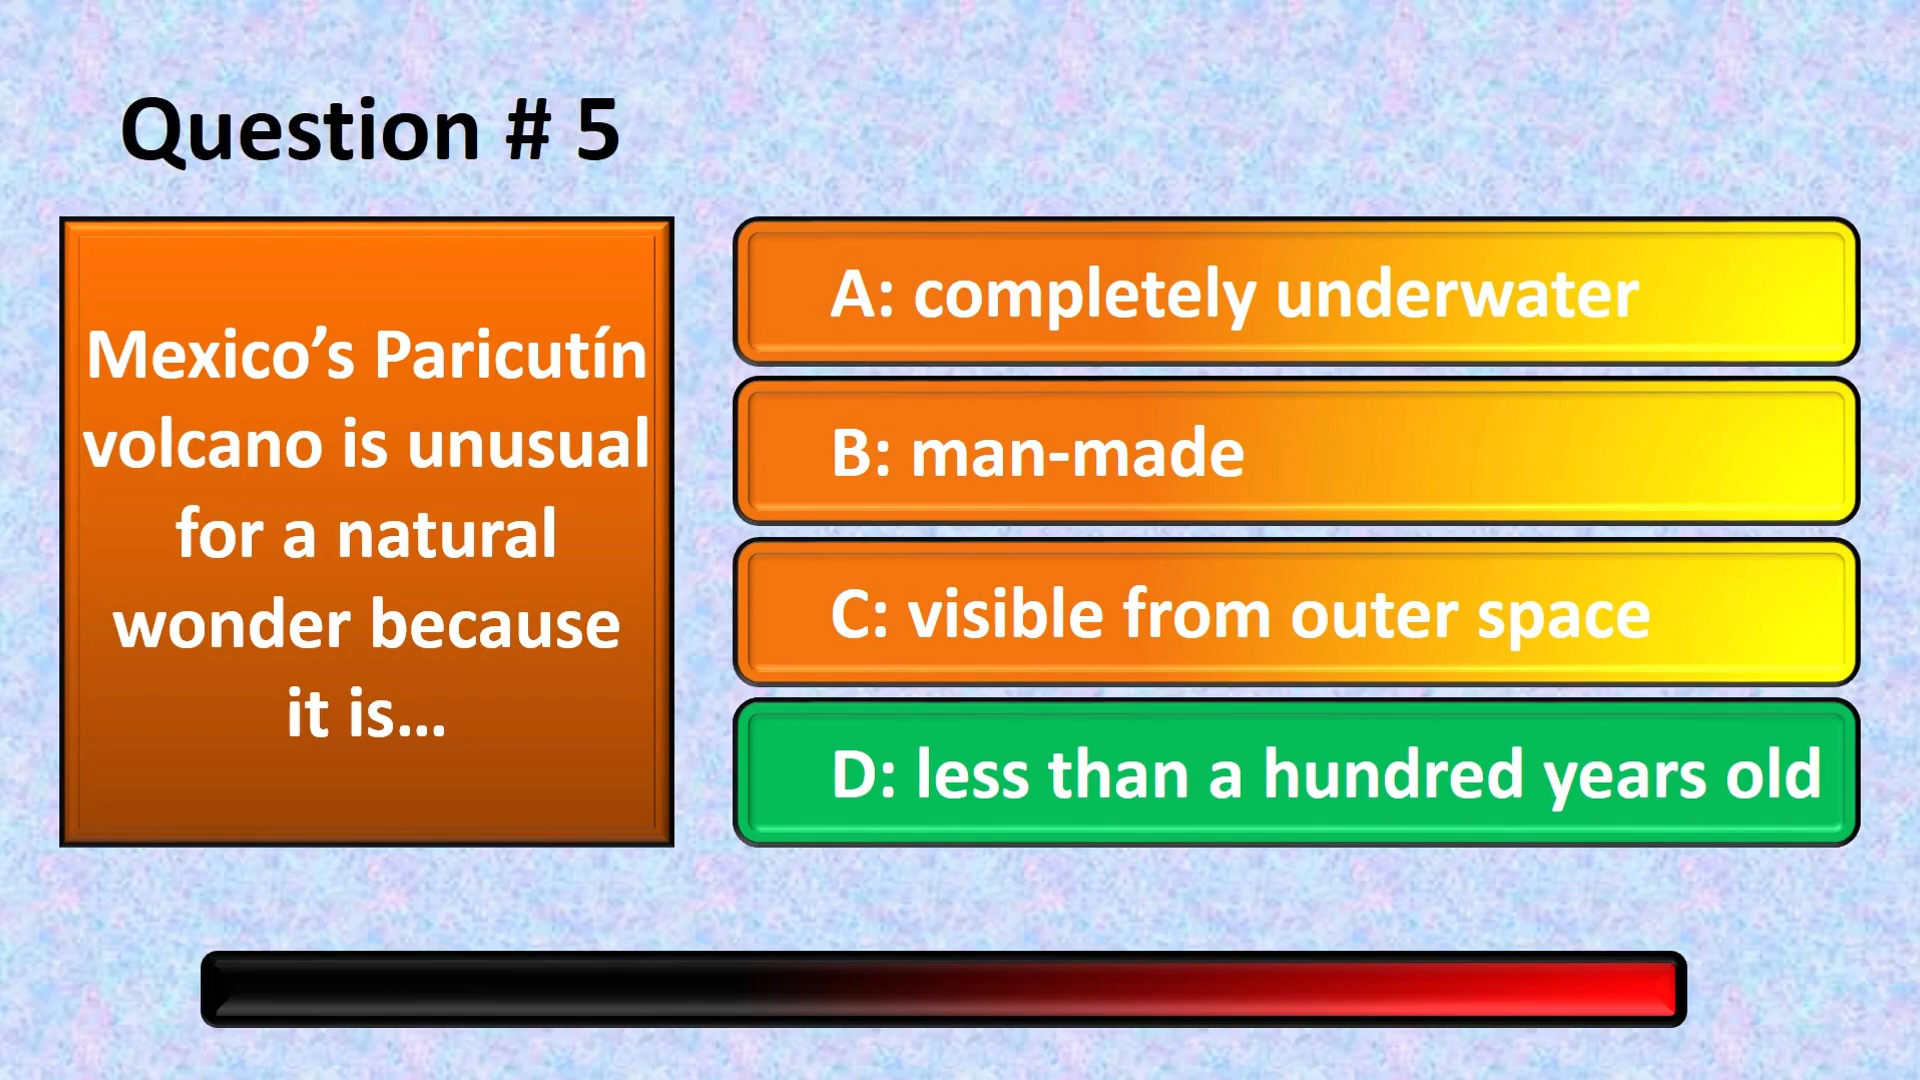 Question # 5
Mexico’s Paricutín
volcano is unusual
for a natural
wonder because
it is...
A: completely underwater
B: man-made
C: visible from outer space
D: less than a hundred years old